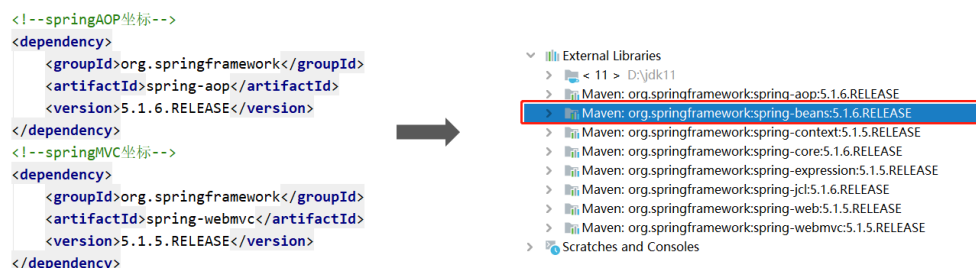 <!--springAOP坐标-->
<dependency>
<groupId>org.springframework</groupId>
<artifactId>spring-aop</artifactId>
<version>5.1.6.RELEASE</version>
</dependency>
<!--springMVC坐标-->
<dependency>
<groupId>org.springframework</groupId>
<artifactId>spring-webmvc</artifactId>
<version>5.1.5.RELEASE</version>
</dependency>
External Libraries
< 11 > D:\jdk11
Maven: org.springframework:spring-aop:5.1.6.RELEASE
Maven: org.springframework:spring-beans:5.1.6.RELEASE
Maven: org.springframework:spring-context:5.1.5.RELEASE
Maven: org.springframework:spring-core:5.1.6.RELEASE
Maven: org.springframework:spring-expression:5.1.5.RELEASE
Maven: org.springframework:spring-jcl:5.1.6.RELEASE
Maven: org.springframework:spring-web:5.1.5.RELEASE
Maven: org.springframework:spring-webmvc:5.1.5.RELEASE
Scratches and Consoles